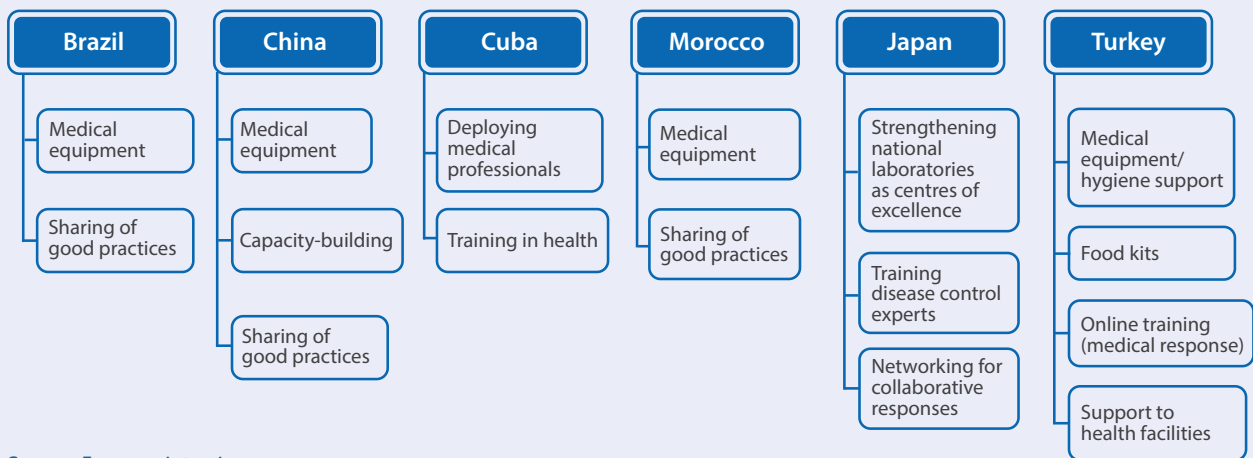 Brazil
Medical
equipment
Sharing of
good practices
China
Medical
equipment
Capacity-building
Sharing of
good practices
Cuba
Deploying
medical
professionals
Training in health
Morocco
Medical
equipment
Sharing of
good practices
Japan
Strengthening
national
laboratories
as centres of
excellence
Training
disease control
experts
Networking for
collaborative
responses
Turkey
Medical
equipment/
hygiene support
Food kits
Online training
(medical response)
Support to
health facilities